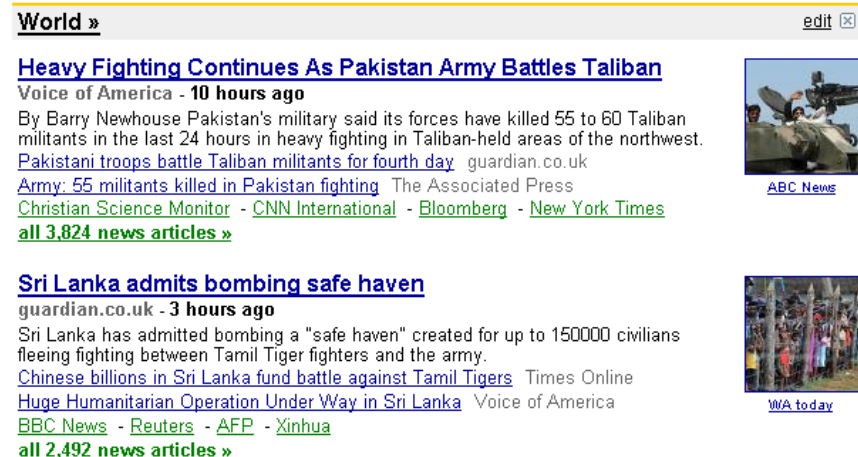 World »
edit
Heavy Fighting Continues As Pakistan Army Battles Taliban
Voice of America - 10 hours ago
By Barry Newhouse Pakistan's military said its forces have killed 55 to 60 Taliban
militants in the last 24 hours in heavy fighting in Taliban-held areas of the northwest.
Pakistani troops battle Taliban militants for fourth day guardian.co.uk
Army: 55 militants killed in Pakistan fighting The Associated Press
Christian Science Monitor - CNN International - Bloomberg - New York Times
all 3,824 news articles »
ABC News
Sri Lanka admits bombing safe haven
guardian.co.uk - 3 hours ago
Sri Lanka has admitted bombing a "safe haven" created for up to 150000 civilians
fleeing fighting between Tamil Tiger fighters and the army.
Chinese billions in Sri Lanka fund battle against Tamil Tigers Times Online
Huge Humanitarian Operation Under Way in Sri Lanka Voice of America
BBC News - Reuters - AFP - Xinhua
all 2,492 news articles »
WA today